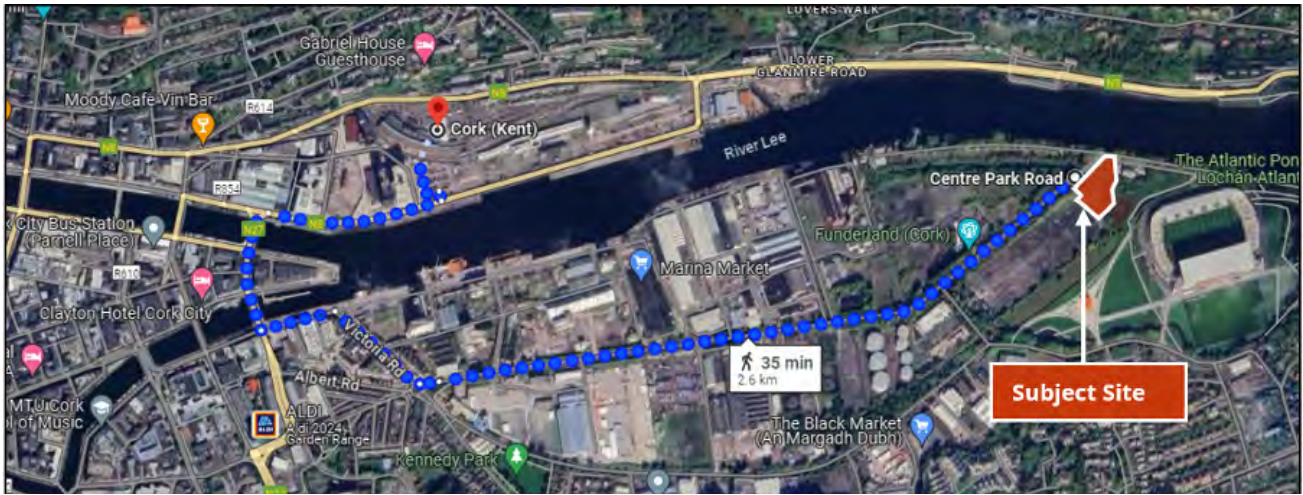 LOVERS WALK
Gabriel House
Guesthouse
LOWER
GLANMIRE ROAD
N8
N8
Moody Cafe Vin Bar
R614
Cork (Kent)
N8
River Lee
R854
Centre Park Road
The Atlantic Pon
Lochán Atlant
k City Bus Station
(Parnell Place)
N27
N8
Funderland (Cork)
R610
Marina Market
Clayton Hotel Cork City
Victoria Rd
35 min
2.6 km
Albert Rd
Subject Site
MTU Cork
ol of Music
ALDI
Aldi 2024
Garden Range
ALDI
The Black Market
(An Margadh Dubh)
Kennedy Park